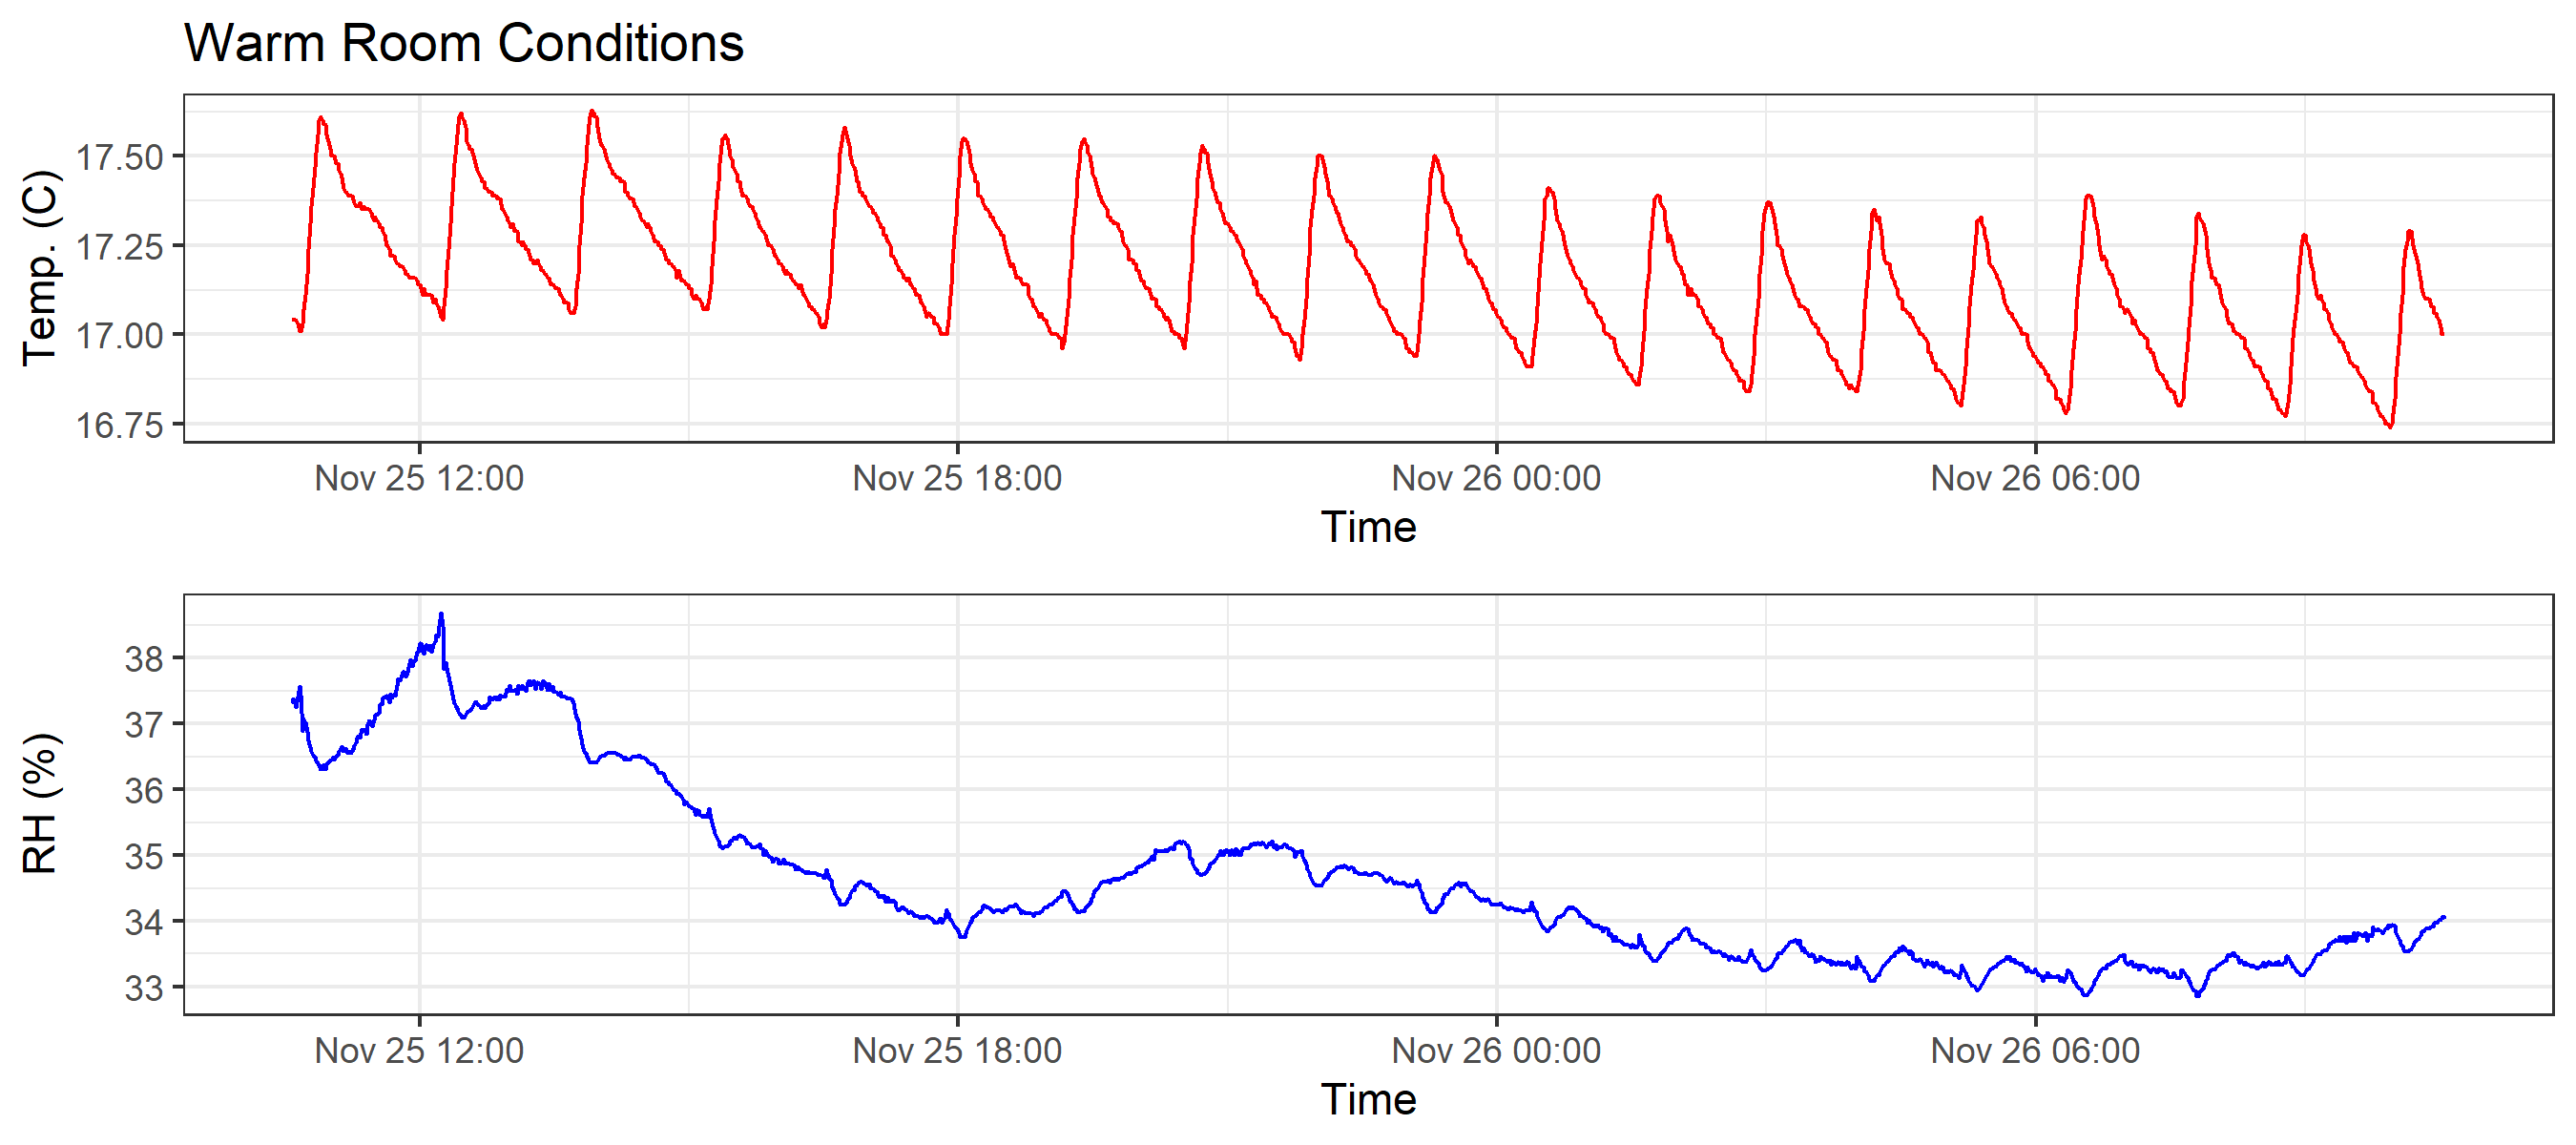 Warm Room Conditions
Temp. (C)
17.50
17.25
17.00
16.75
Nov 25 12:00 Nov 25 18:00 Nov 26 00:00 Nov 26 06:00
Time
RH (%)
38
37
36
35
34
33
Nov 25 12:00 Nov 25 18:00 Nov 26 00:00 Nov 26 06:00
Time